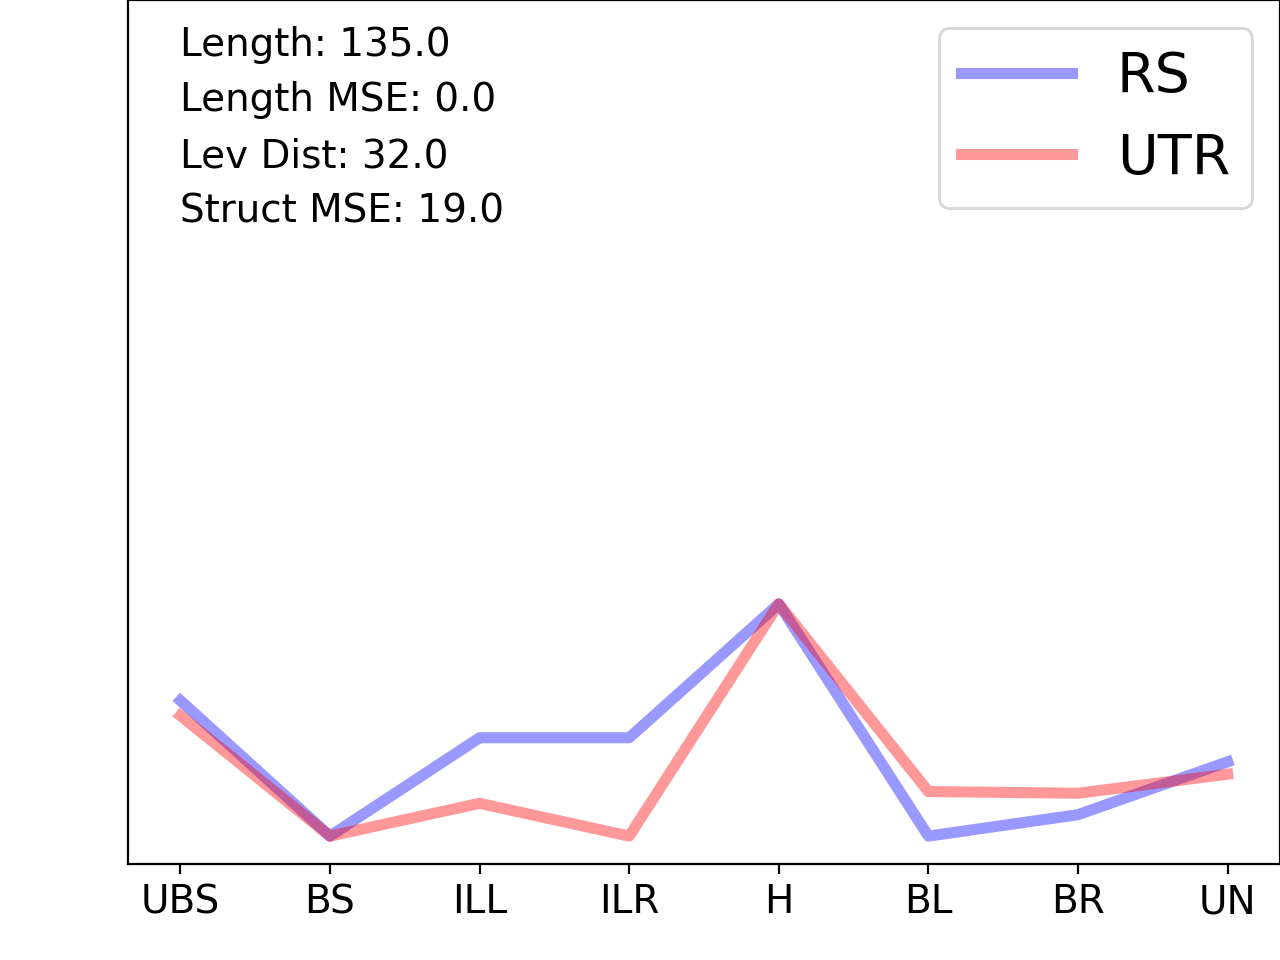 Length: 135.0
Length MSE: 0.0
Lev Dist: 32.0
Struct MSE: 19.0
RS
UTR
UBS BS ILL ILR H BL BR UN